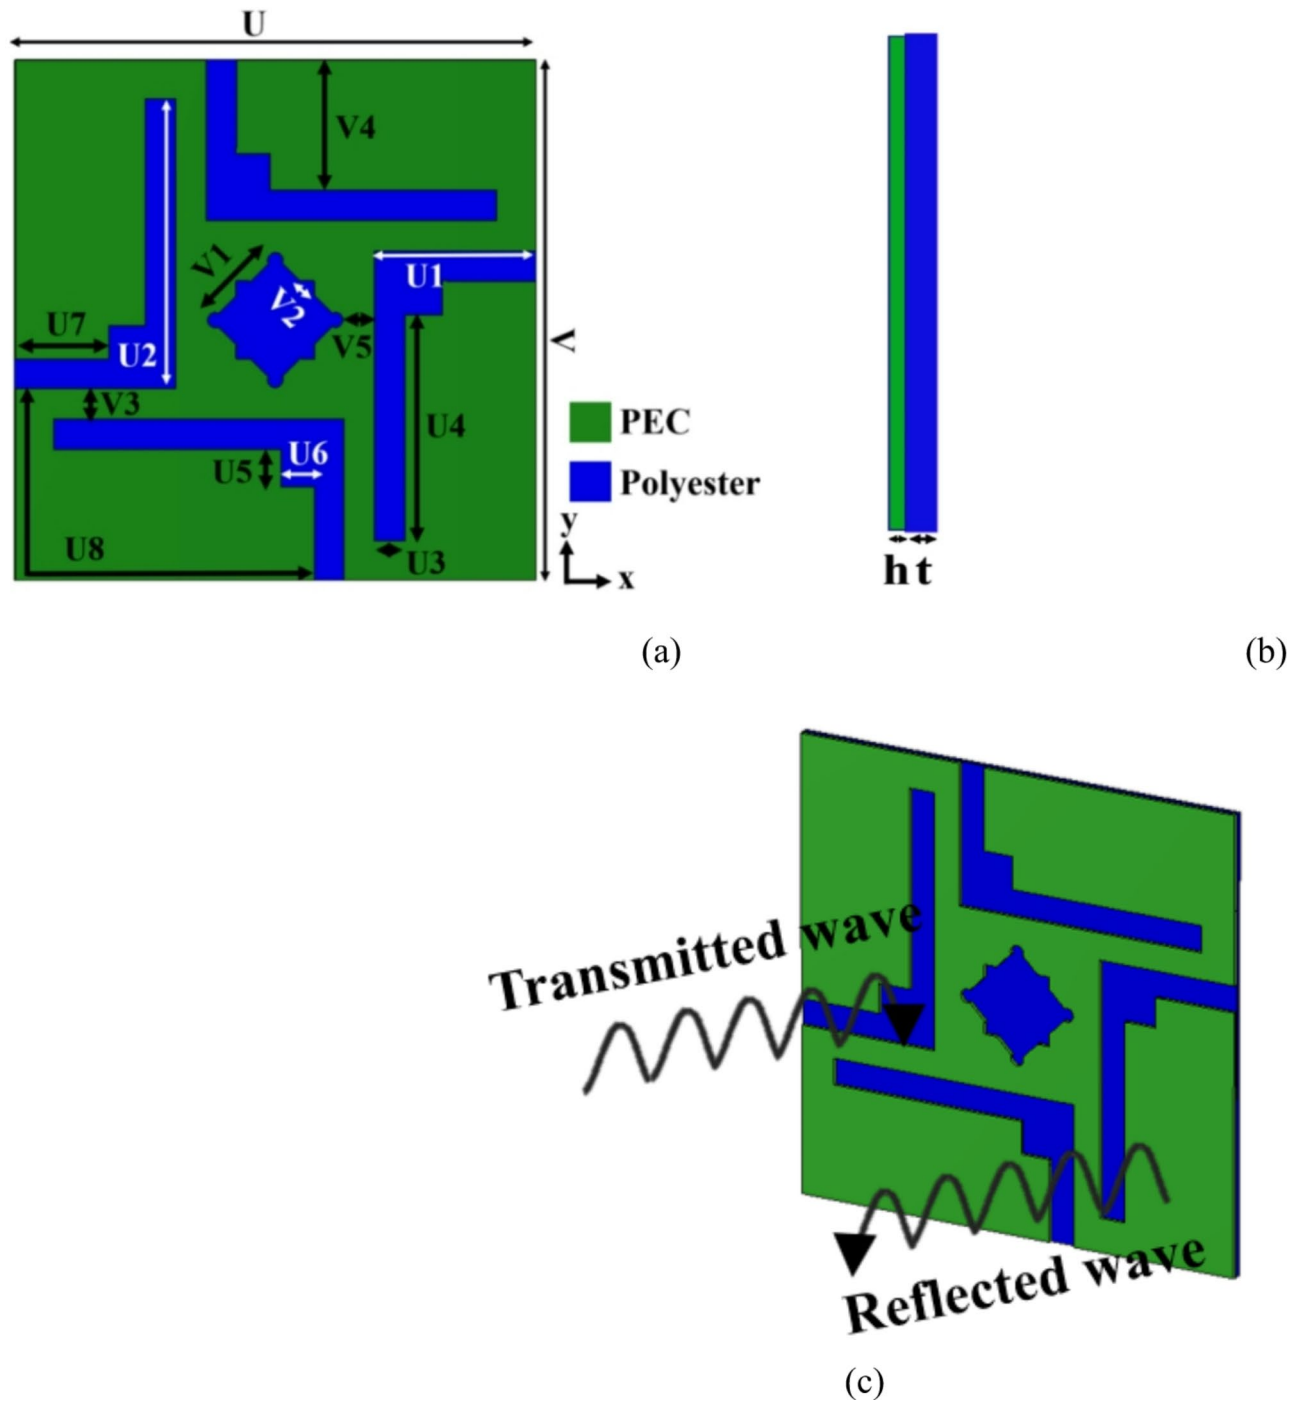 U
V4
V1
U1
V2
U7
V5
V
U2
V3
PEC
U4
U6
U5
Polyester
y
U8
U3
x
h t
(a)
(b)
Transmitted wave
Reflected wave
(c)